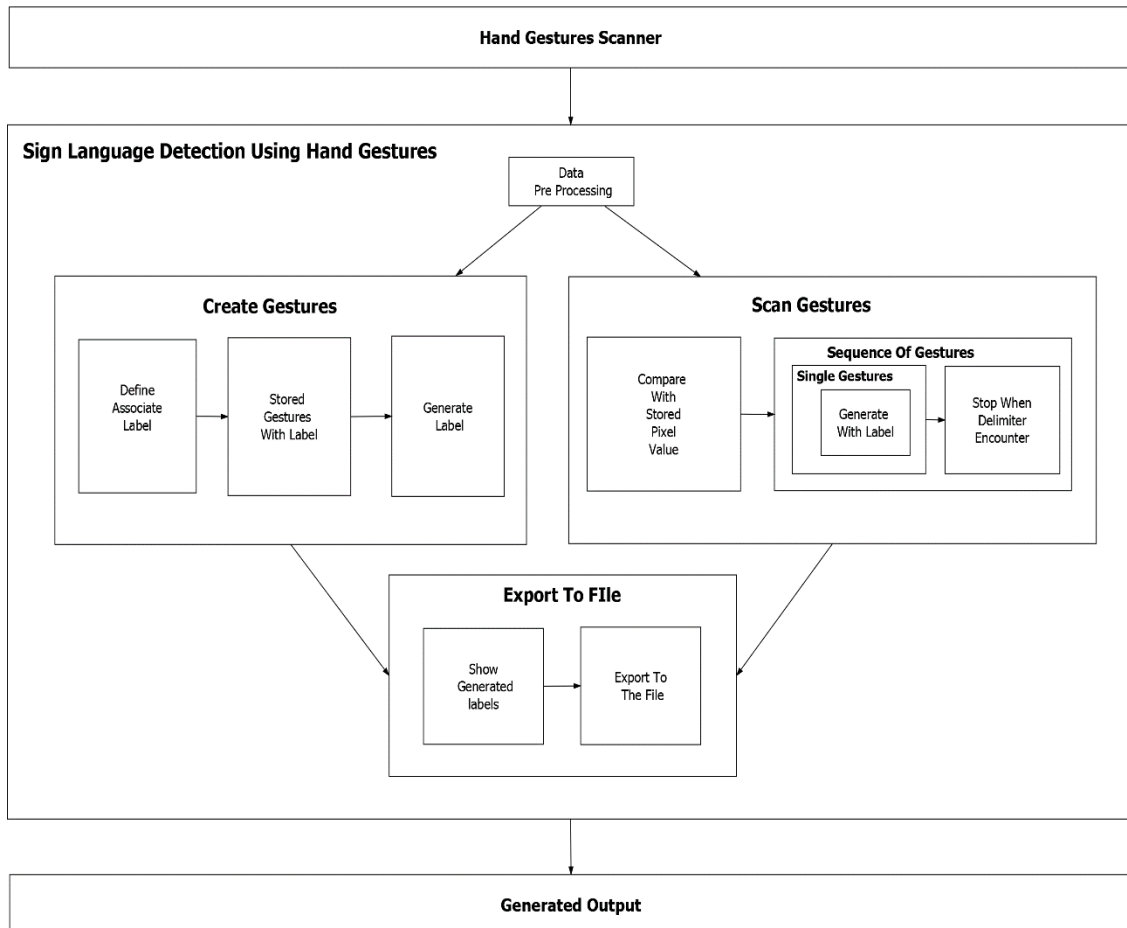 Hand Gestures Scanner
Sign Language Detection Using Hand Gestures
Data
Pre Processing
Create Gestures
Define
Associate
Label
Stored
Gestures
With Label
Generate
Label
Scan Gestures
Compare
With
Stored
Pixel
Value
Sequence Of Gestures
Single Gestures
Generate
With Label
Stop When
Delimiter
Encounter
Export To FIle
Show
Generated
labels
Export To
The File
Generated Output